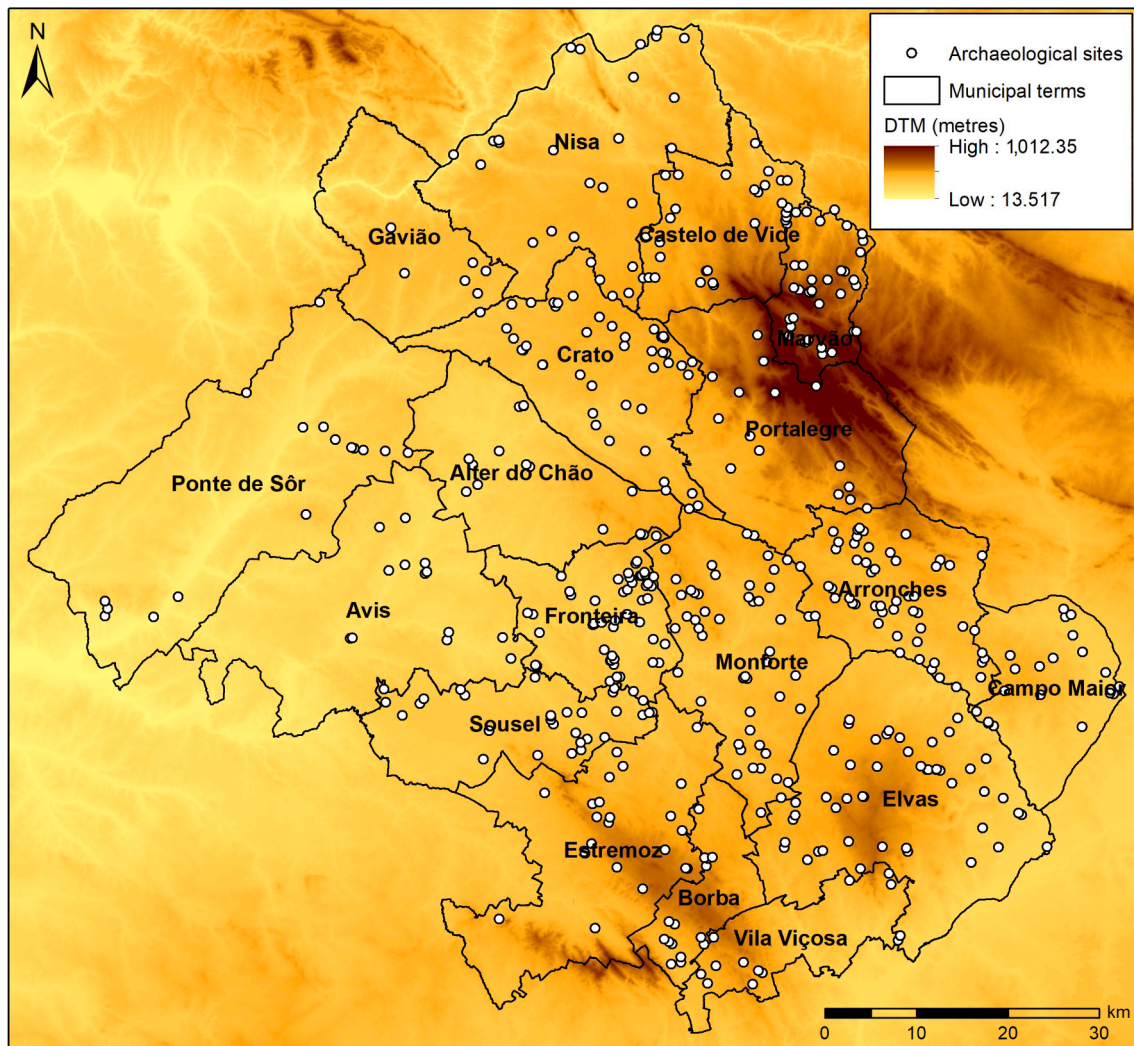 N
Archaeological sites
Municipal terms
DTM (metres)
High : 1,012.35
Low : 13.517
Nisa
Gavião
Castelo de Vide
Marvão
Crato
Portalegre
Alter do Chão
Ponte de Sôr
Arronches
Avis
Fronteira
Monforte
Campo Maior
Sousel
Elvas
Estremoz
Borba
Vila Viçosa
km
0 10 20 30